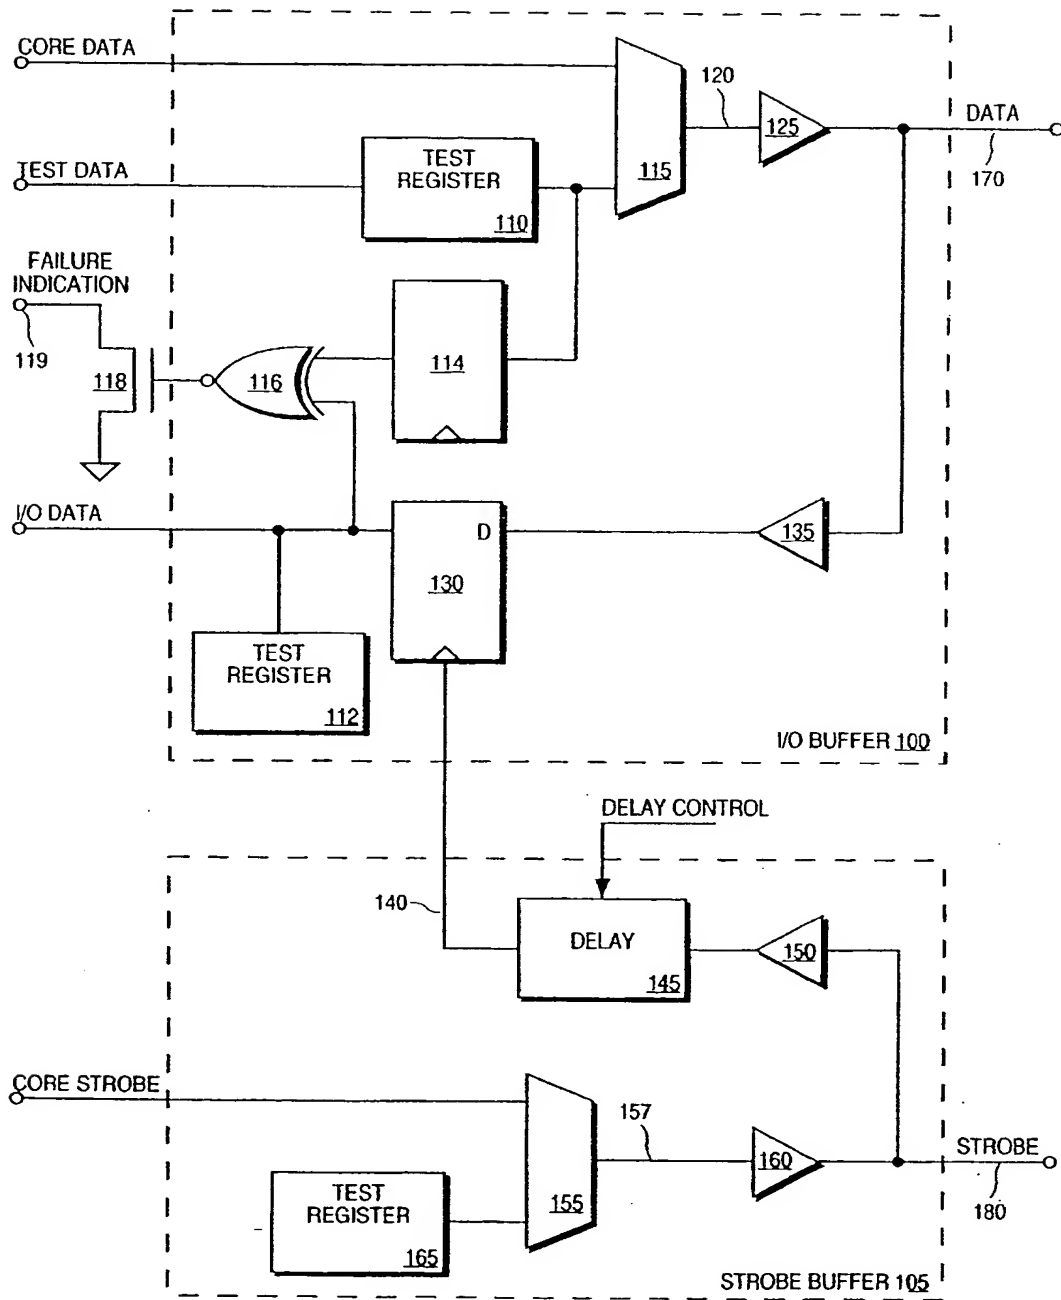 CORE DATA
120
125
DATA
170
TEST DATA
TEST
REGISTER
110
115
FAILURE
INDICATION
119
118
116
114
I/O DATA
D
130
135
TEST
REGISTER
112
I/O BUFFER 100
DELAY CONTROL
140
DELAY
145
150
CORE STROBE
157
160
STROBE
180
TEST
REGISTER
165
155
STROBE BUFFER 105